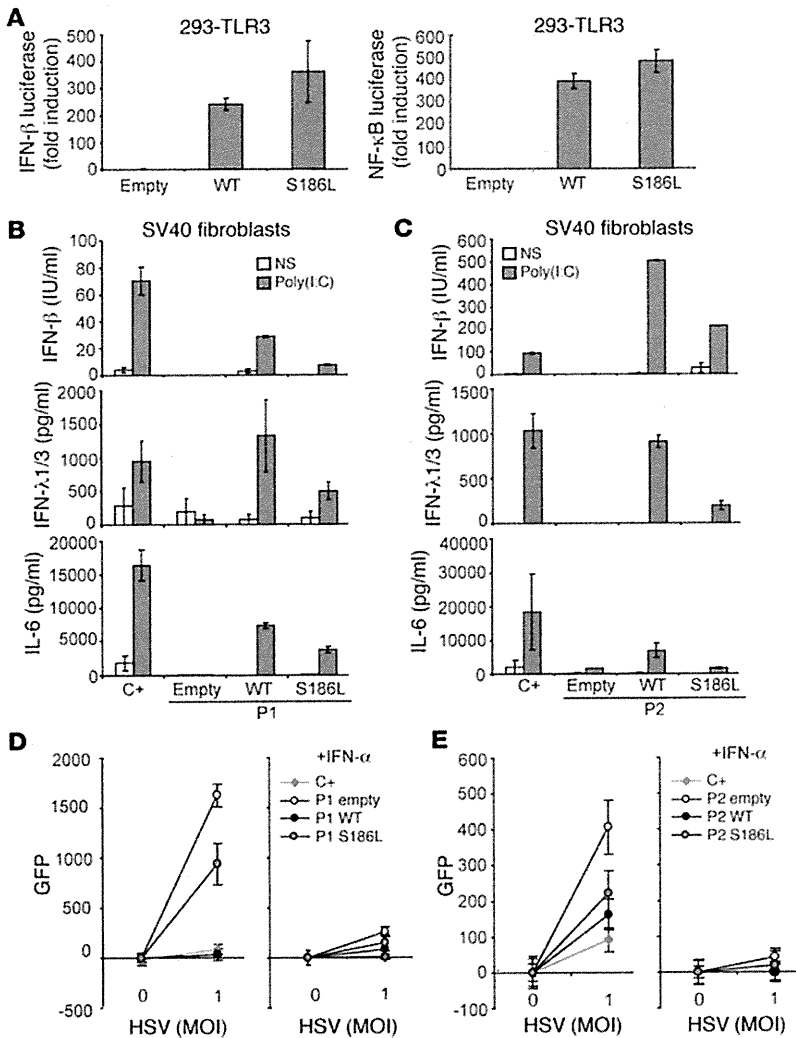 A
293-TLR3
IFN-β luciferase
(fold induction)
500
400
300
200
100
0
Empty WT S186L
293-TLR3
NF-κB luciferase
(fold induction)
600
500
400
300
200
100
0
Empty WT S186L
B
SV40 fibroblasts
NS
Poly(I:C)
IFN-β (IU/ml)
100
80
60
40
20
0
IFN-λ1/3 (pg/ml)
2000
1500
1000
500
0
IL-6 (pg/ml)
20000
15000
10000
5000
0
C+ Empty WT S186L
P1
C
SV40 fibroblasts
NS
Poly(I:C)
IFN-β (IU/ml)
600
500
400
300
200
100
0
IFN-λ1/3 (pg/ml)
1500
1000
500
0
IL-6 (pg/ml)
40000
30000
20000
10000
0
C+ Empty WT S186L
P2
D
GFP
2000
1500
1000
500
0
-500
0 1
HSV (MOI)
+IFN-α
C+
P1 empty
P1 WT
P1 S186L
0 1
HSV (MOI)
E
GFP
600
500
400
300
200
100
0
-100
0 1
HSV (MOI)
+IFN-α
C+
P2 empty
P2 WT
P2 S186L
0 1
HSV (MOI)